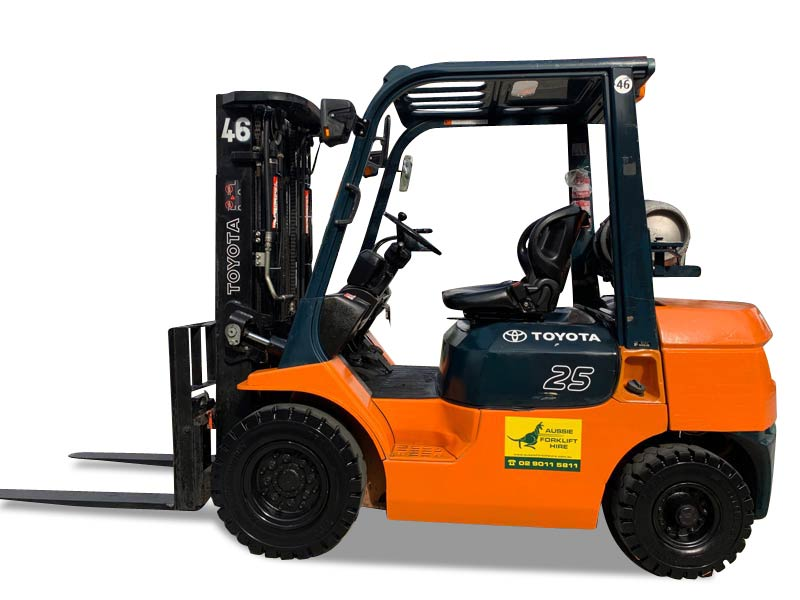 46
46
TOYOTA
TOYOTA
25
AUSSIE
FORKLIFT
HIRE
02 9011 5811